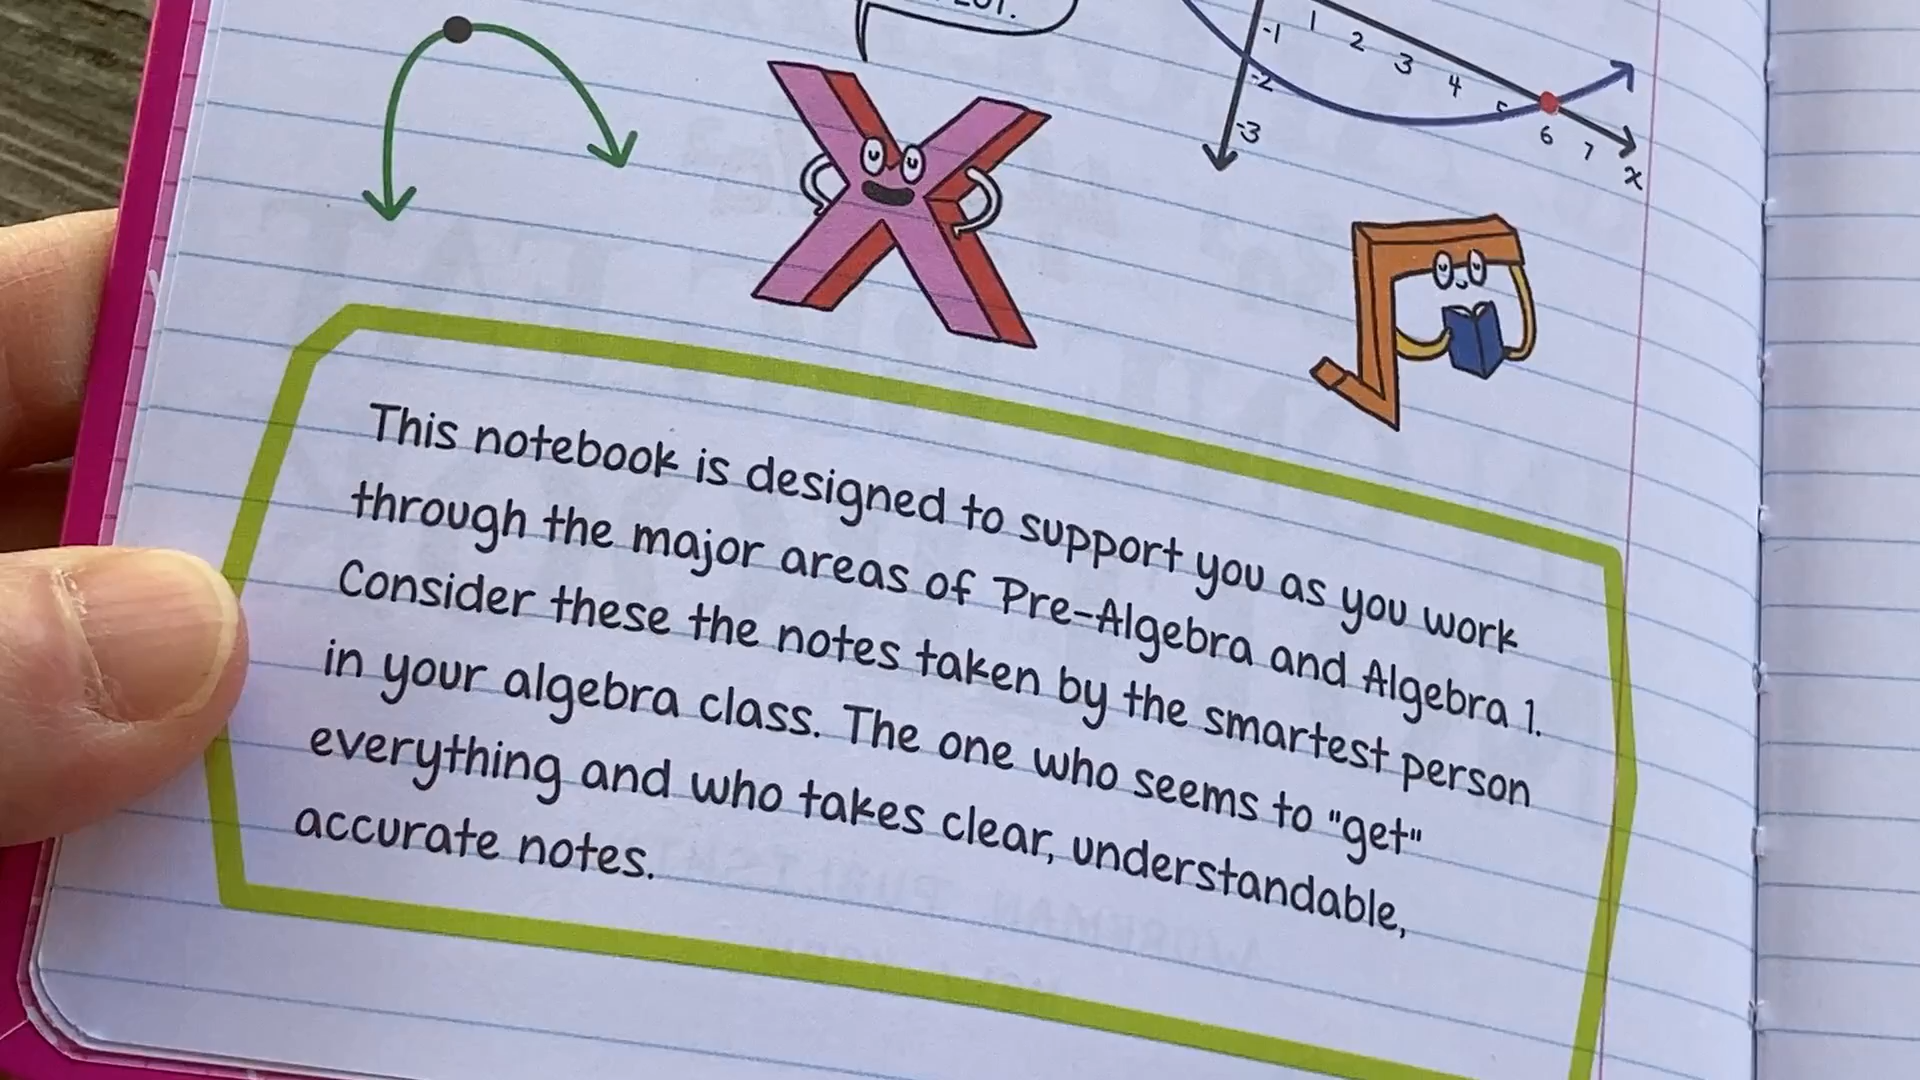 -1 1 2 3 4 5 6 7 x
-2
-3
This notebook is designed to support you as you work
through the major areas of Pre-Algebra and Algebra 1.
Consider these the notes taken by the smartest person
in your algebra class. The one who seems to "get"
everything and who takes clear, understandable,
accurate notes.